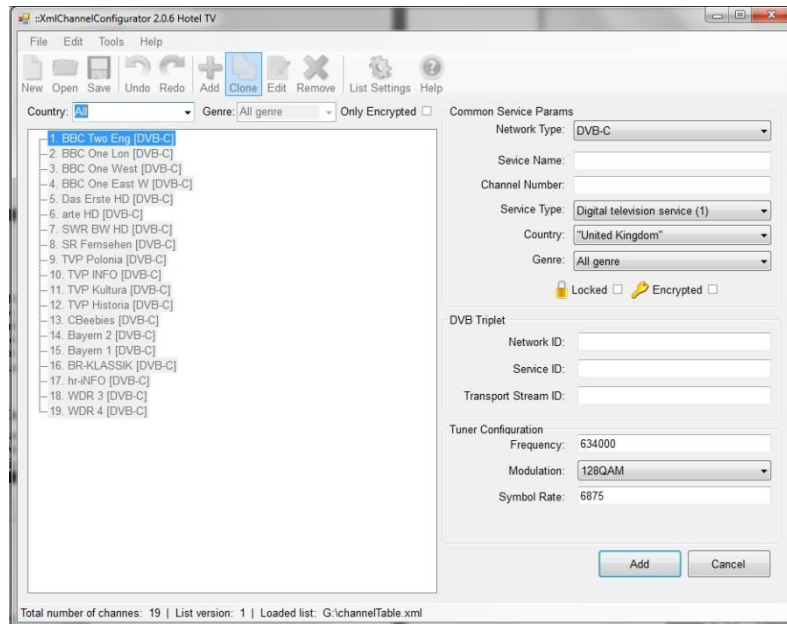 ::XmlChannelConfigurator 2.0.6 Hotel TV
File Edit Tools Help
New Open Save Undo Redo Add Clone Edit Remove List Settings Help
Country: All Genre: All genre Only Encrypted
1. BBC Two Eng [DVB-C]
2. BBC One Lon [DVB-C]
3. BBC One West [DVB-C]
4. BBC One East W [DVB-C]
5. Das Erste HD [DVB-C]
6. arte HD [DVB-C]
7. SWR BW HD [DVB-C]
8. SR Fernsehen [DVB-C]
9. TVP Polonia [DVB-C]
10. TVP INFO [DVB-C]
11. TVP Kultura [DVB-C]
12. TVP Historia [DVB-C]
13. CBeebies [DVB-C]
14. Bayern 2 [DVB-C]
15. Bayern 1 [DVB-C]
16. BR-KLASSIK [DVB-C]
17. hr-iNFO [DVB-C]
18. WDR 3 [DVB-C]
19. WDR 4 [DVB-C]
Common Service Params
Network Type: DVB-C
Sevice Name:
Channel Number:
Service Type: Digital television service (1)
Country: "United Kingdom"
Genre: All genre
Locked Encrypted
DVB Triplet
Network ID:
Service ID:
Transport Stream ID:
Tuner Configuration
Frequency: 634000
Modulation: 128QAM
Symbol Rate: 6875
Add Cancel
Total number of channes: 19 | List version: 1 | Loaded list: G:\channelTable.xml